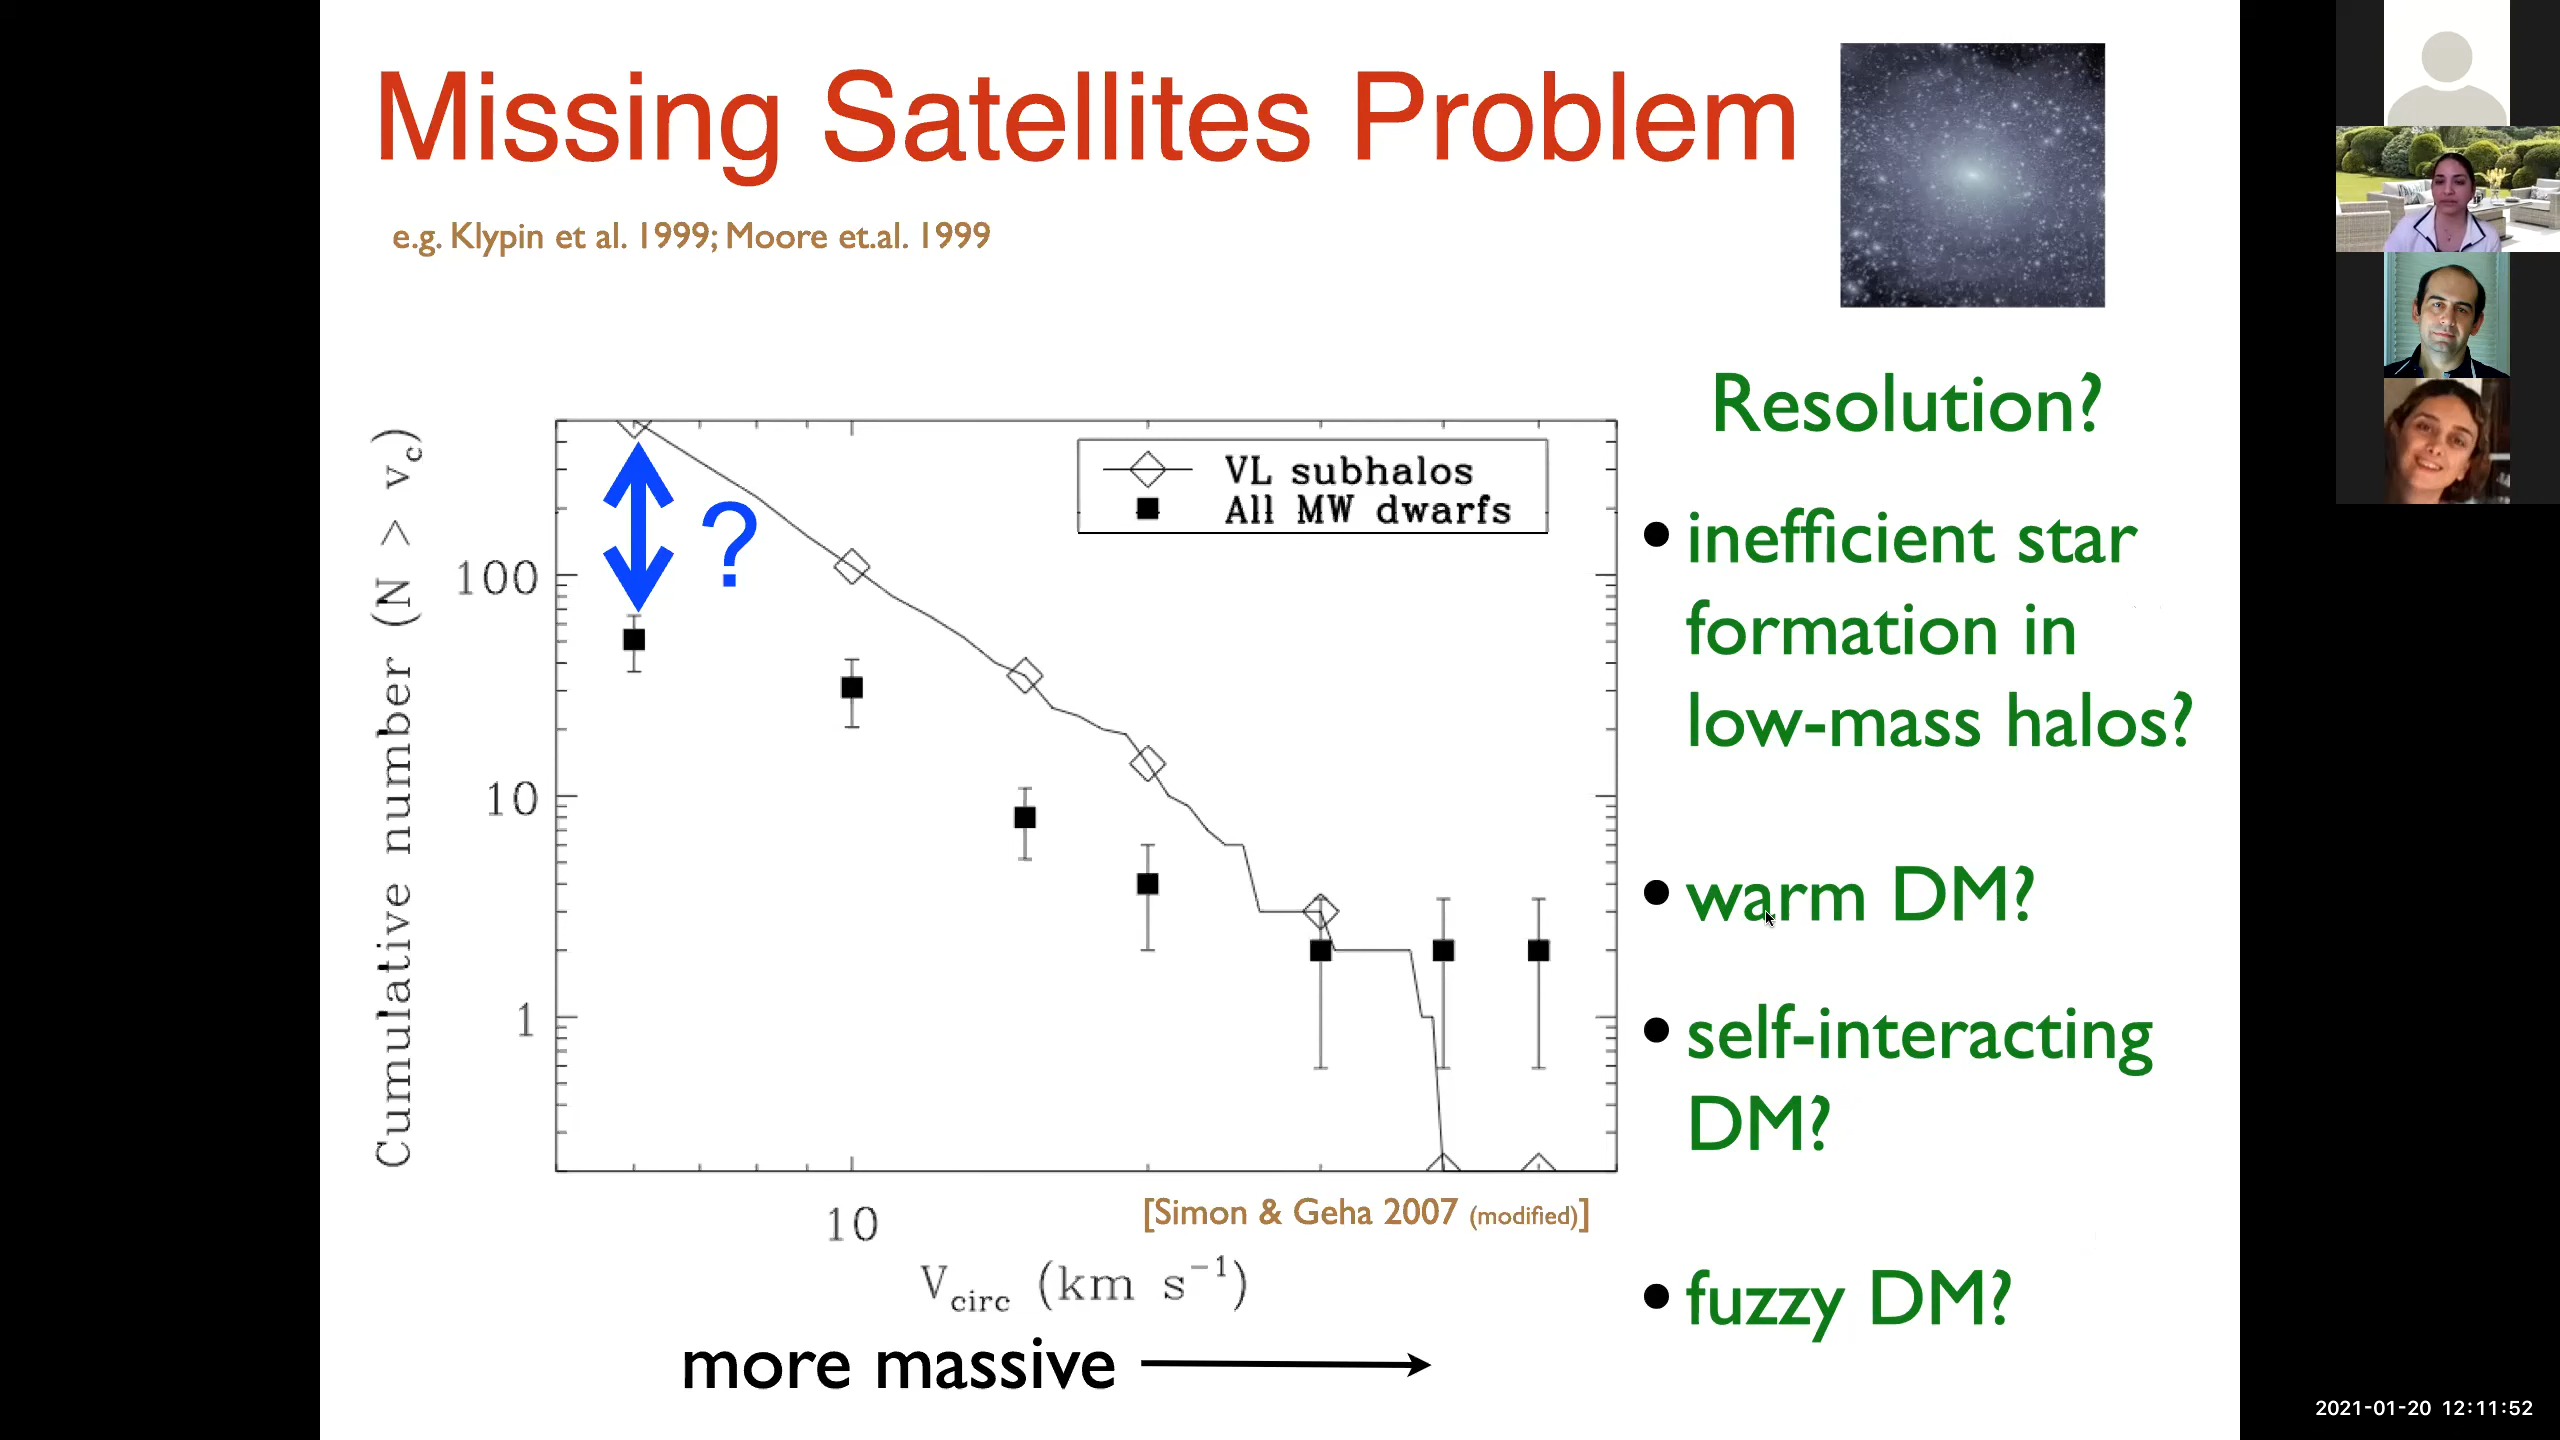 Missing Satellites Problem
e.g. Klypin et al. 1999; Moore et.al. 1999
Cumulative number (N > vc)
100
10
1
?
VL subhalos
All MW dwarfs
10
[Simon & Geha 2007 (modified)]
Vcirc (km s−1)
more massive
Resolution?
• inefficient star
formation in
low-mass halos?
• warm DM?
• self-interacting
DM?
• fuzzy DM?
2021-01-20 12:11:52